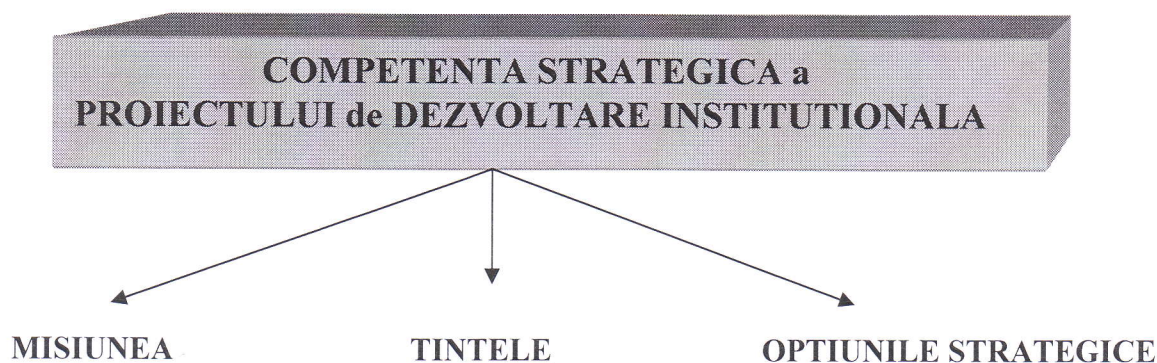 COMPETENTA STRATEGICA a
PROIECTULUI de DEZVOLTARE INSTITUTIONALA
MISIUNEA
TINTELE
OPTIUNILE STRATEGICE